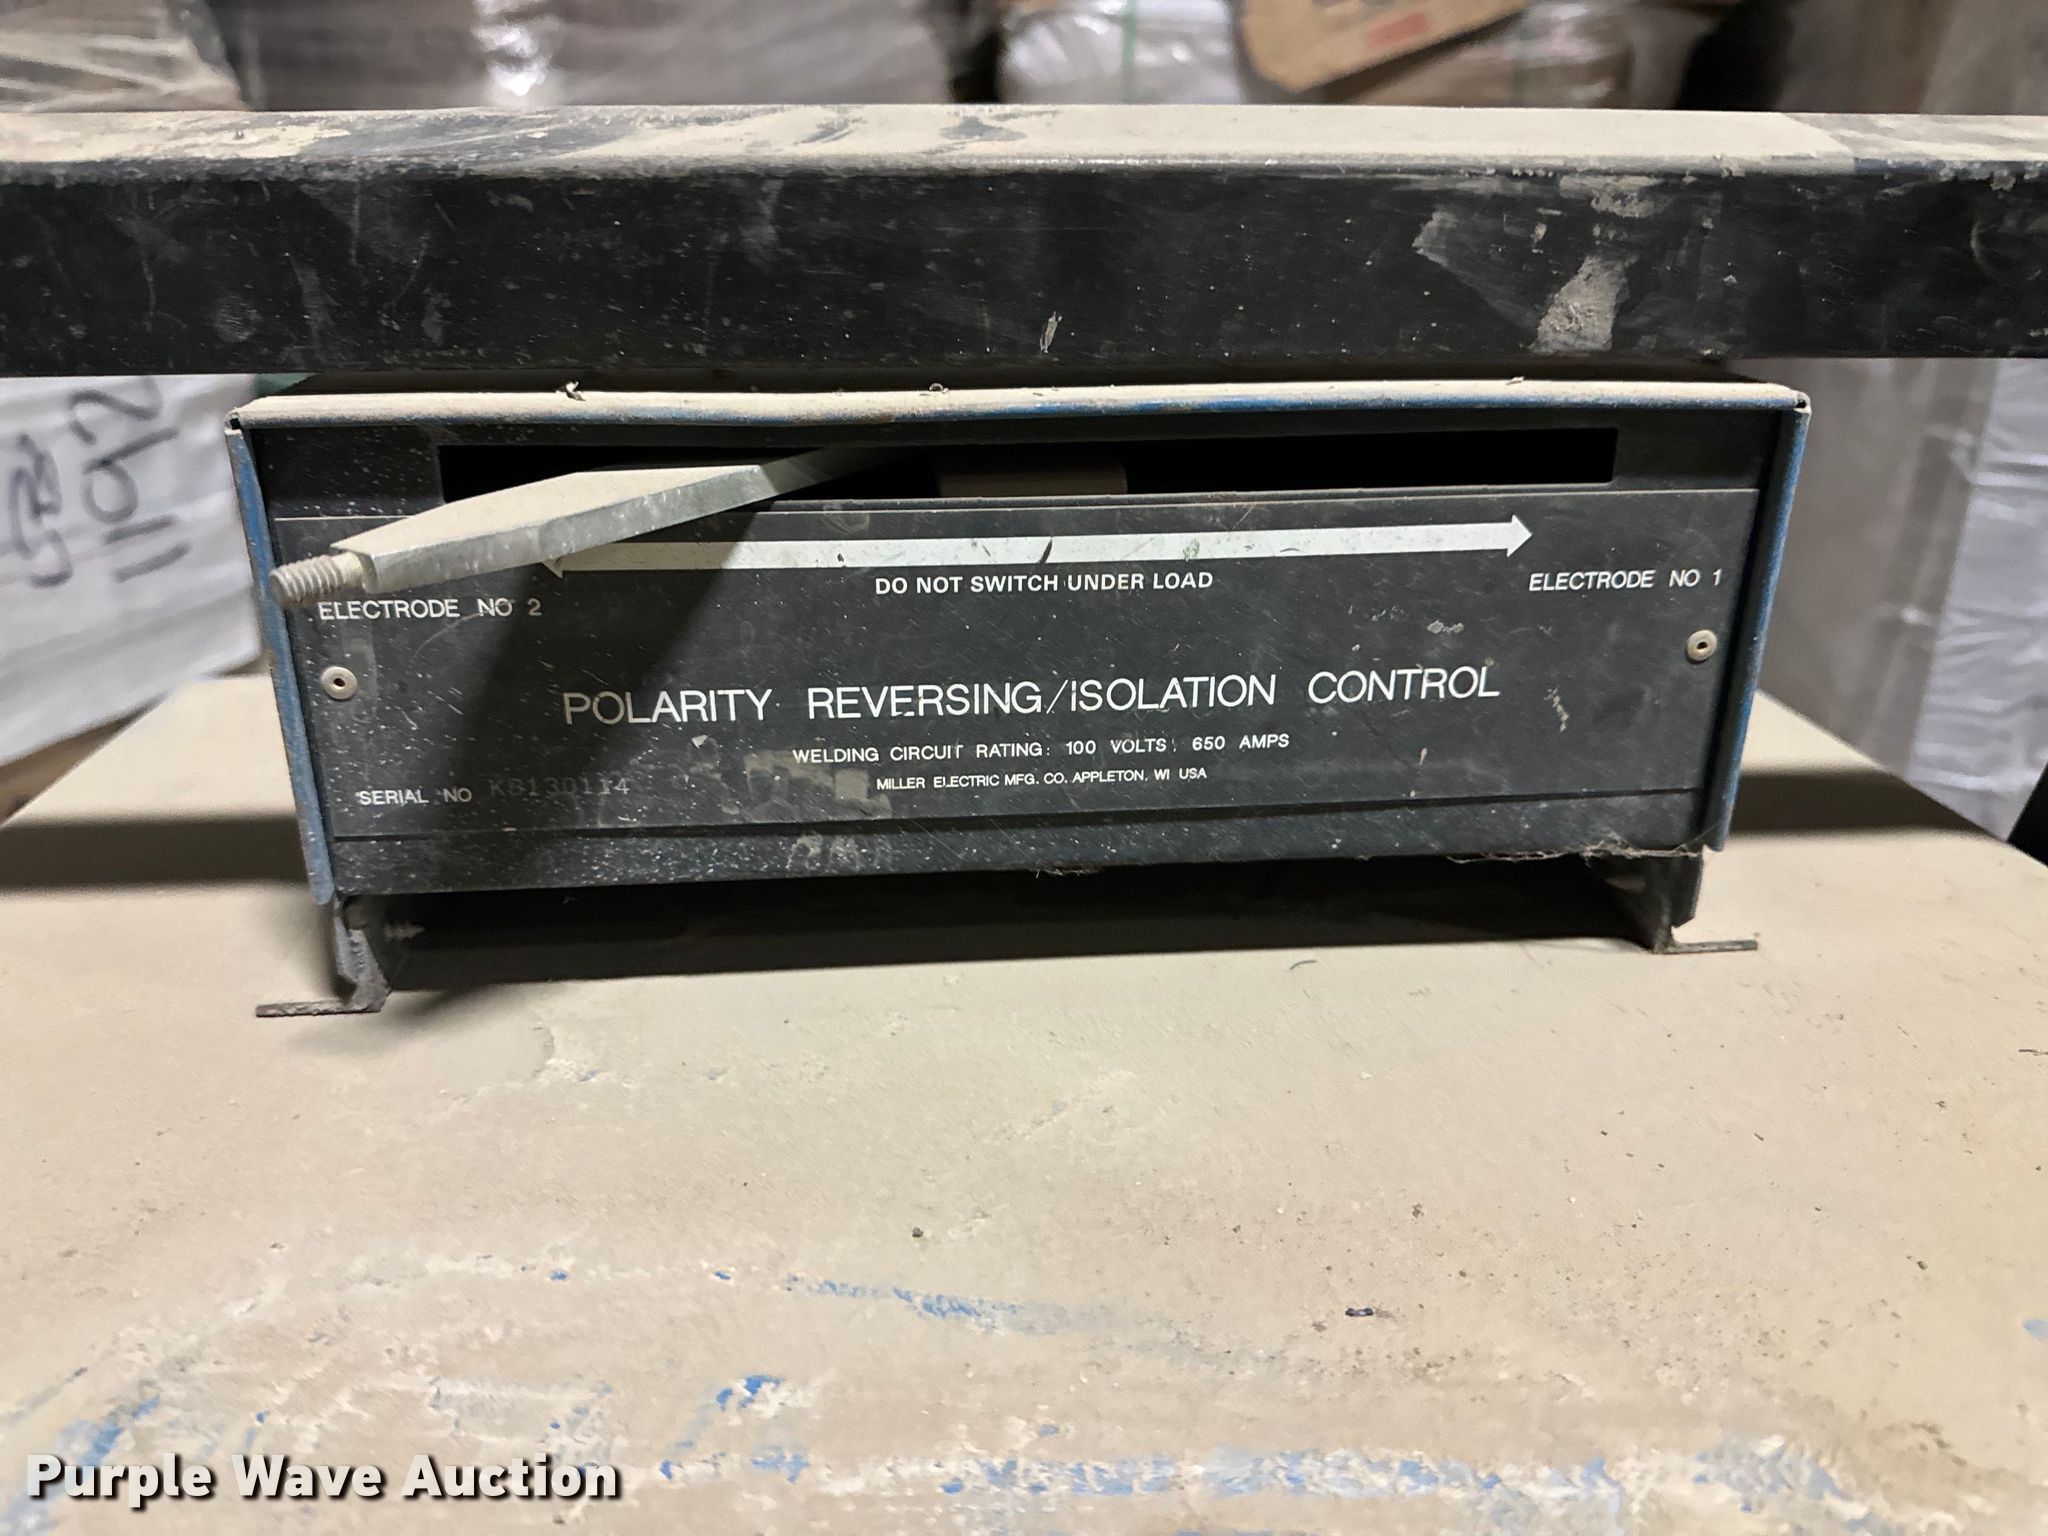 1192
DO NOT SWITCH UNDER LOAD
ELECTRODE NO 1
ELECTRODE NO 2
POLARITY REVERSING/ISOLATION CONTROL
WELDING CIRCUIT RATING: 100 VOLTS; 650 AMPS
MILLER ELECTRIC MFG. CO. APPLETON, WI USA
SERIAL NO
Purple Wave Auction